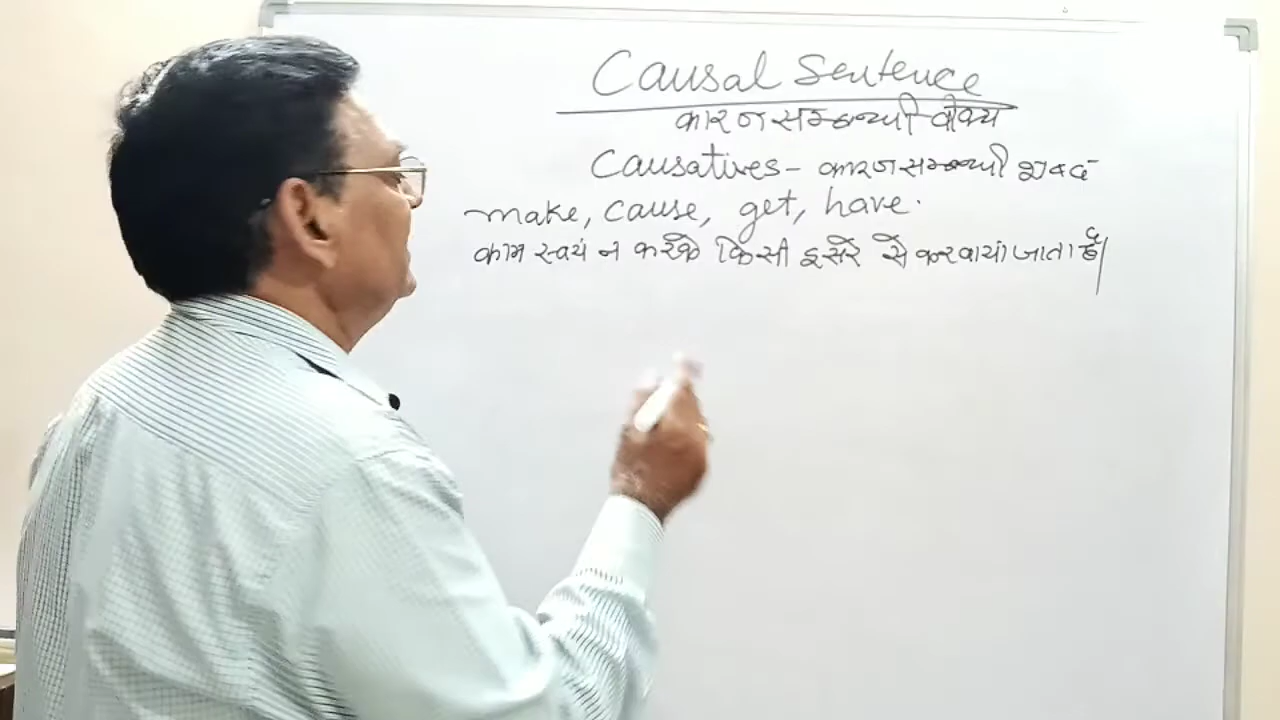 Causal Sentence
कारण सम्बन्धी वाक्य
Causatives - कारण सम्बन्धी शब्द
make, cause, get, have.
काम स्वयं न करके किसी दूसरे से करवाया जाता है।